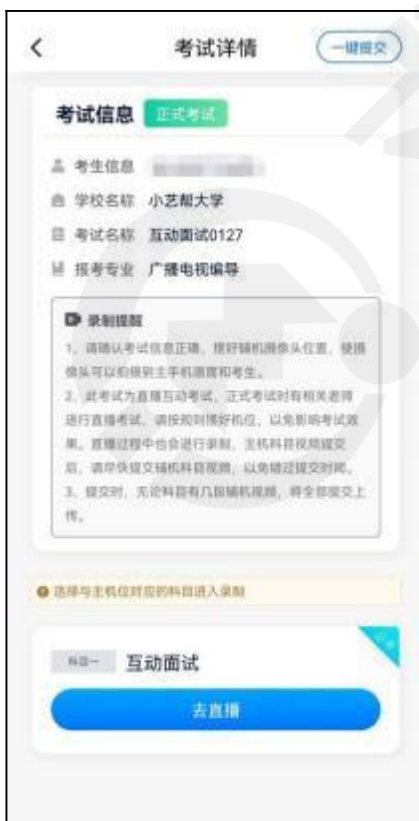 考试详情
一键提交
考试信息
正式考试
考生信息
学校名称 小艺帮大学
考试名称 互动面试0127
报考专业 广播电视编导
录制提醒
1、请确认考试信息正确，摆好辅机摄像头位置，使摄
像头可以拍摄到主手机画面和考生。
2、此考试为直播互动考试，正式考试时有相关老师
进行直播考试，请按规则摆好机位，以免影响考试效
果。直播过程中也会进行录制，主机科目视频提交
后，请尽快提交辅机科目视频，以免错过提交时间。
3、提交时，无论科目有几段辅机视频，将全部提交上
传。
选择与主机位对应的科目进入录制
科目一 互动面试
去直播